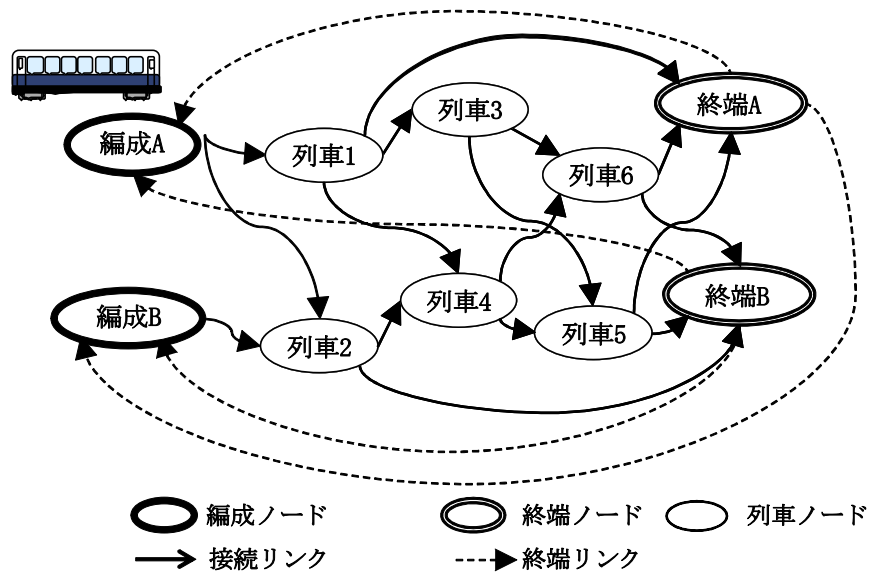 編成A
列車1
列車3
終端A
列車6
編成B
列車2
列車4
列車5
終端B
編成ノード
終端ノード
列車ノード
接続リンク
終端リンク